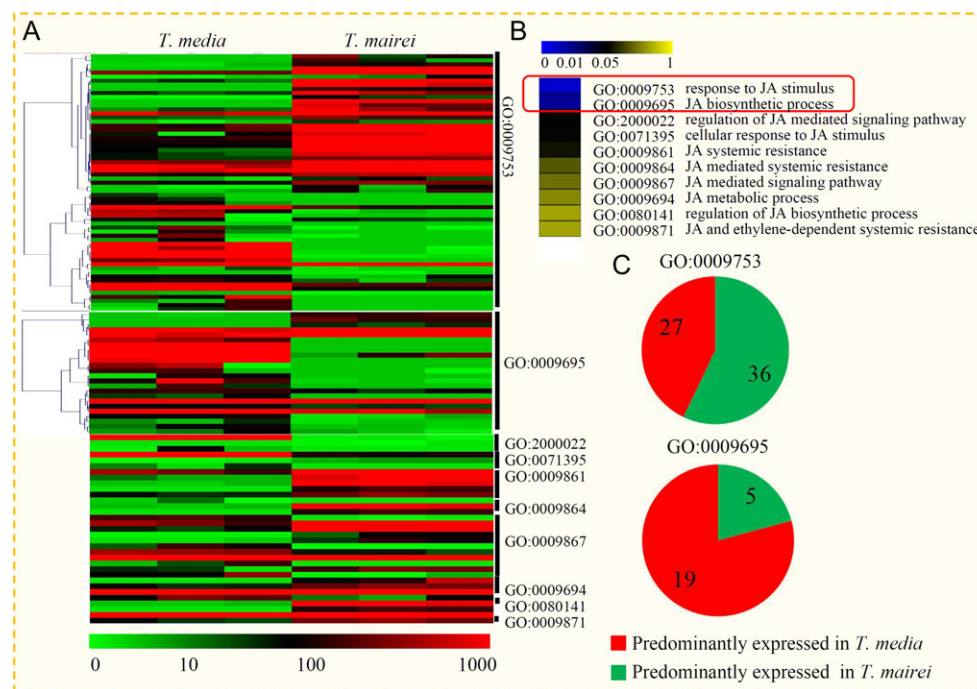 A
T. media
T. mairei
GO:0009753
GO:0009695
GO:2000022
GO:0071395
GO:0009861
GO:0009864
GO:0009867
GO:0009694
GO:0080141
GO:0009871
0 10 100 1000
B
0 0.01 0.05 1
GO:0009753 response to JA stimulus
GO:0009695 JA biosynthetic process
GO:2000022 regulation of JA mediated signaling pathway
GO:0071395 cellular response to JA stimulus
GO:0009861 JA systemic resistance
GO:0009864 JA mediated systemic resistance
GO:0009867 JA mediated signaling pathway
GO:0009694 JA metabolic process
GO:0080141 regulation of JA biosynthetic process
GO:0009871 JA and ethylene-dependent systemic resistance
C
GO:0009753
27
36
GO:0009695
5
19
Predominantly expressed in T. media
Predominantly expressed in T. mairei